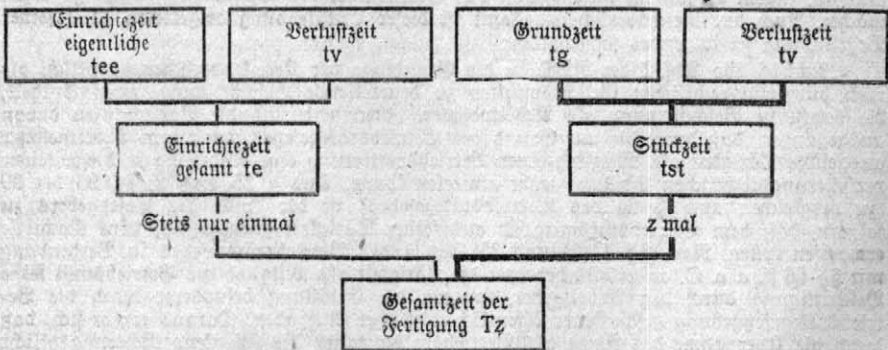 Einrichtezeit
eigentliche
tee
Verlustzeit
tv
Grundzeit
tg
Verlustzeit
tv
Einrichtezeit
gesamt te
Stückzeit
tst
Stets nur einmal
z mal
Gesamtzeit der
Fertigung Tz